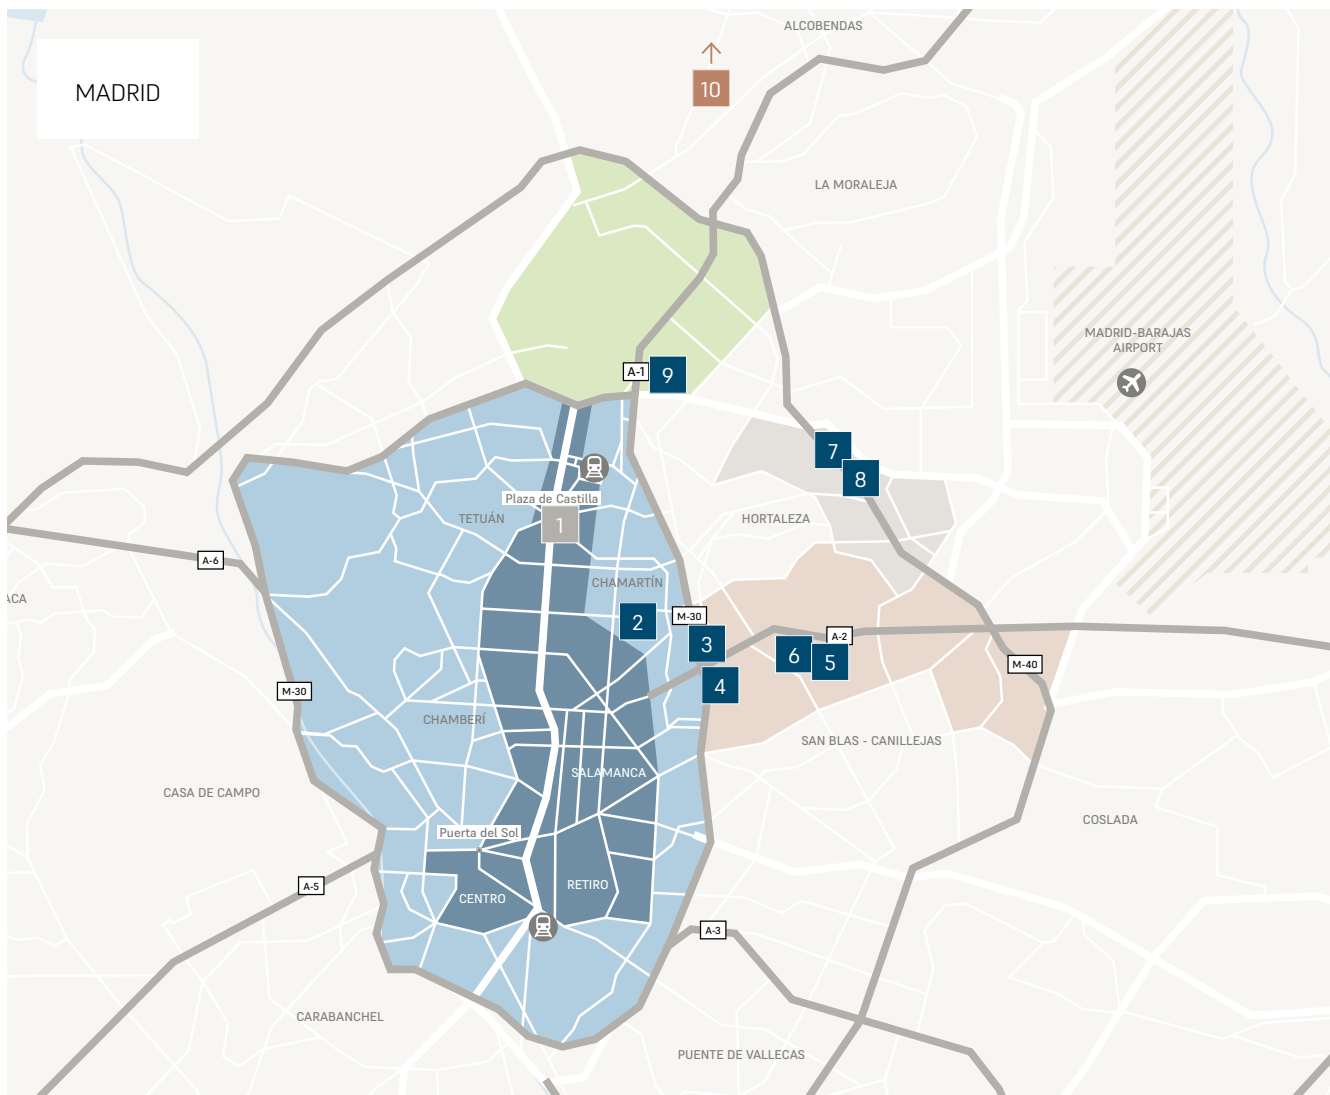 ALCOBENDAS
10
MADRID
LA MORALEJA
MADRID-BARAJAS
AIRPORT
A-1
9
7
8
Plaza de Castilla
TETUÁN
1
HORTALEZA
A-6
CHAMARTÍN
ACA
M-30
2
3
A-2
6
5
M-40
4
M-30
CHAMBERÍ
SAN BLAS - CANILLEJAS
SALAMANCA
CASA DE CAMPO
COSLADA
Puerta del Sol
A-5
RETIRO
CENTRO
A-3
CARABANCHEL
PUENTE DE VALLECAS